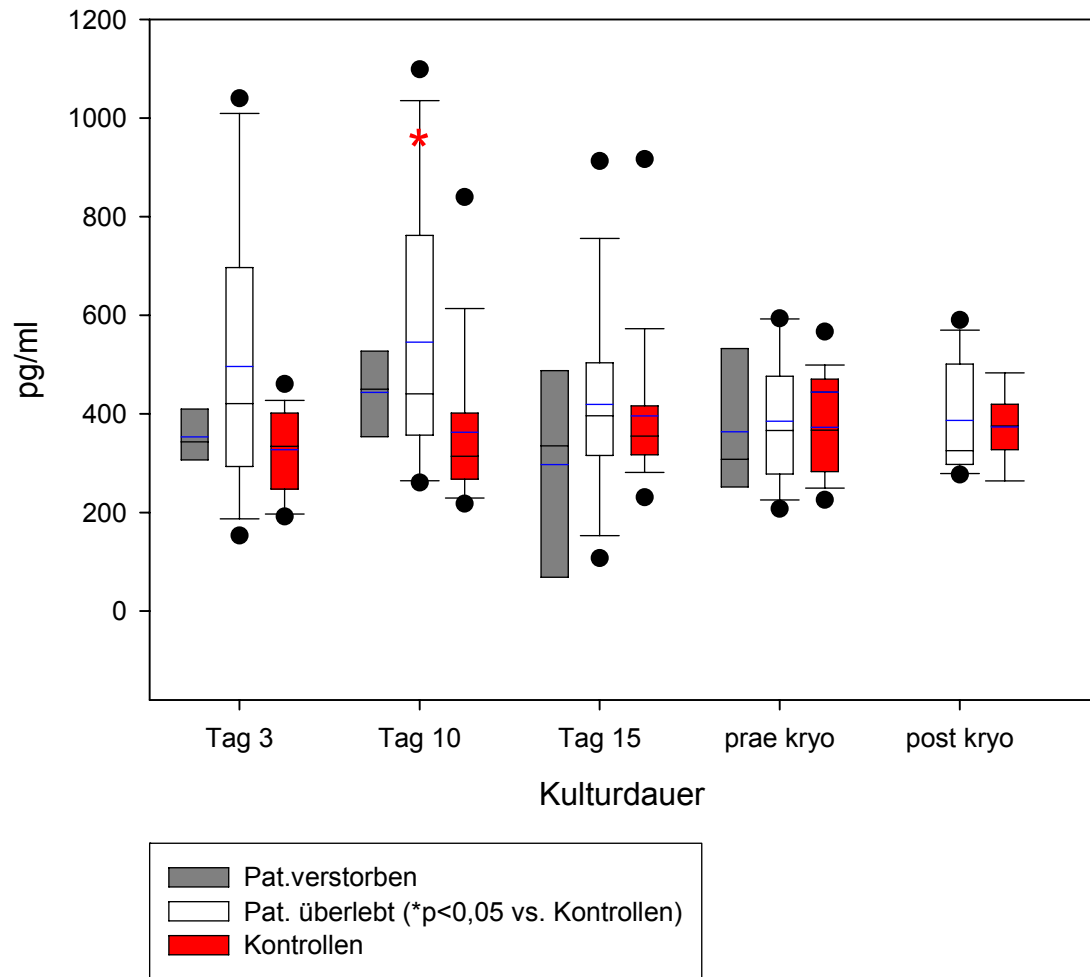 1200
1000
800
600
400
200
0
pg/ml
*
Tag 3 Tag 10 Tag 15 prae kryo post kryo
Kulturdauer
Pat.verstorben
Pat. überlebt (*p<0,05 vs. Kontrollen)
Kontrollen